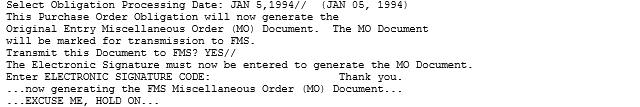 Select Obligation Processing Date: JAN 5,1994// (JAN 05, 1994)
This Purchase Order Obligation will now generate the
Original Entry Miscellaneous Order (MO) Document. The MO Document
will be marked for transmission to FMS.
Transmit this Document to FMS? YES//
The Electronic Signature must now be entered to generate the MO Document.
Enter ELECTRONIC SIGNATURE CODE: Thank you.
...now generating the FMS Miscellaneous Order (MO) Document...
...EXCUSE ME, HOLD ON...